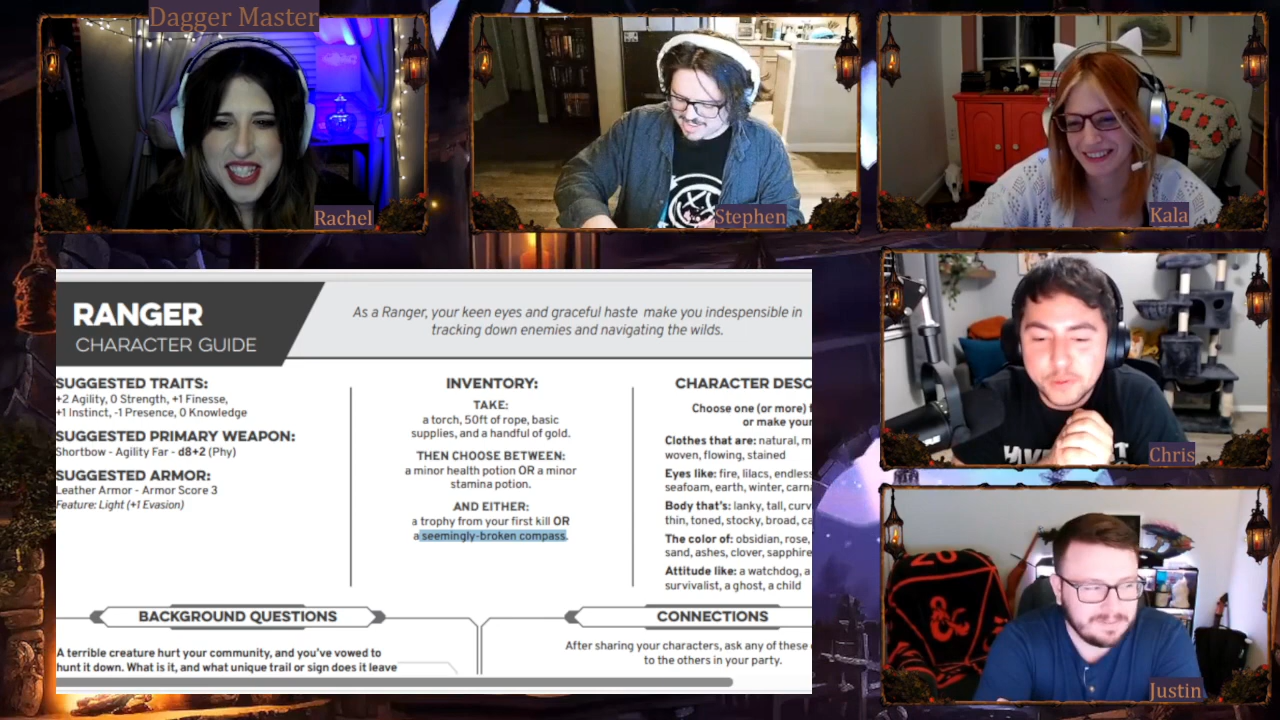 Dagger Master
Rachel
Stephen
Kala
RANGER
CHARACTER GUIDE
As a Ranger, your keen eyes and graceful haste make you indispensible in
tracking down enemies and navigating the wilds.
SUGGESTED TRAITS:
+2 Agility, 0 Strength, +1 Finesse,
+1 Instinct, -1 Presence, 0 Knowledge
SUGGESTED PRIMARY WEAPON:
Shortbow - Agility Far - d8+2 (Phy)
SUGGESTED ARMOR:
Leather Armor - Armor Score 3
Feature: Light (+1 Evasion)
INVENTORY:
TAKE:
a torch, 50ft of rope, basic
supplies, and a handful of gold.
THEN CHOOSE BETWEEN:
a minor health potion OR a minor
stamina potion.
AND EITHER:
a trophy from your first kill OR
a seemingly-broken compass.
CHARACTER DESC
Choose one (or more) f
or make your
Clothes that are: natural, m
woven, flowing, stained
Eyes like: fire, lilacs, endless
seafoam, earth, winter, carna
Body that's: lanky, tall, curv
thin, toned, stocky, broad, ca
The color of: obsidian, rose,
sand, ashes, clover, sapphire
Attitude like: a watchdog, a
survivalist, a ghost, a child
BACKGROUND QUESTIONS
A terrible creature hurt your community, and you've vowed to
hunt it down. What is it, and what unique trail or sign does it leave
CONNECTIONS
After sharing your characters, ask any of these
to the others in your party.
Chris
20
&
Justin